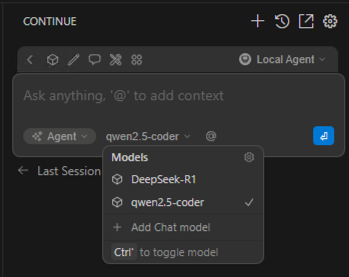 CONTINUE
Local Agent
Ask anything, '@' to add context
Agent
qwen2.5-coder
@
Last Session
Models
DeepSeek-R1
qwen2.5-coder
Add Chat model
Ctrl' to toggle model